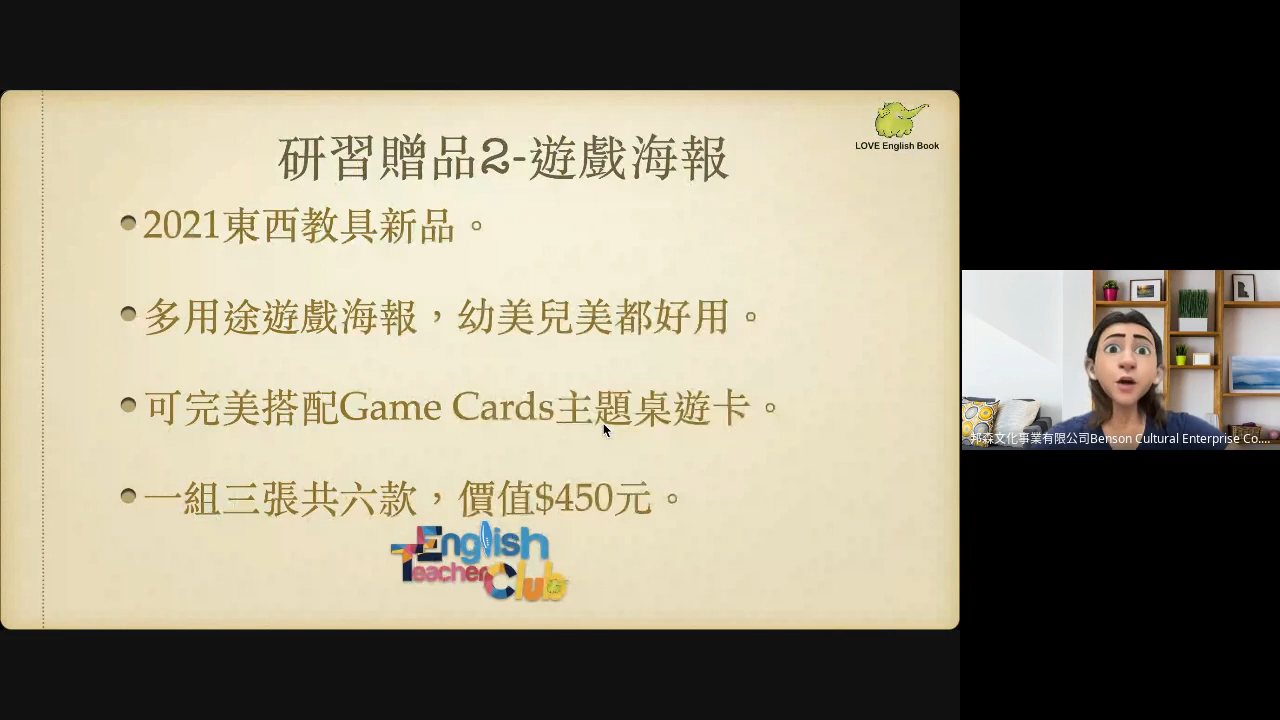 研習贈品2-遊戲海報
LOVE English Book
2021東西教具新品。
多用途遊戲海報，幼美兒美都好用。
可完美搭配Game Cards主題桌遊卡。
一組三張共六款，價值$450元。
English
Teacher Club
邦森文化事業有限公司Benson Cultural Enterprise Co....